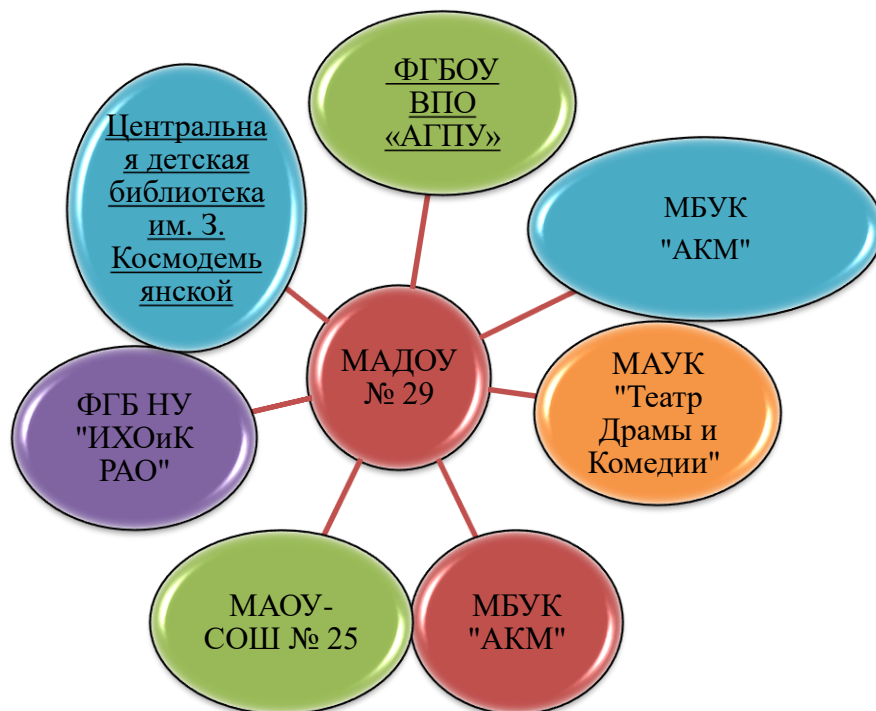 ФГБОУ
ВПО
«АГПУ»
Центральна
я детская
библиотека
им. З.
Космодемь
янской
МБУК
"АКМ"
МАДОУ
№ 29
МАУК
"Театр
Драмы и
Комедии"
ФГБ НУ
"ИХОиК
РАО"
МАОУ-
СОШ № 25
МБУК
"АКМ"